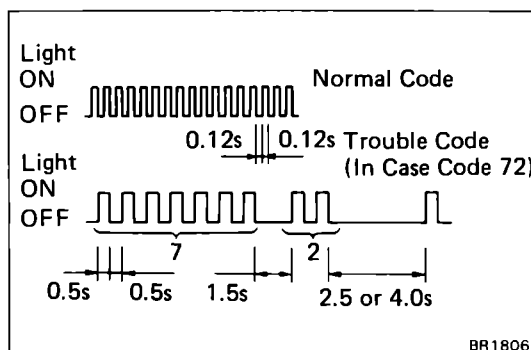 Light
ON
Normal Code
OFF
0.12s 0.12s
Trouble Code
(In Case Code 72)
Light
ON
OFF
7
2
0.5s 0.5s 1.5s 2.5 or 4.0s
BR1806